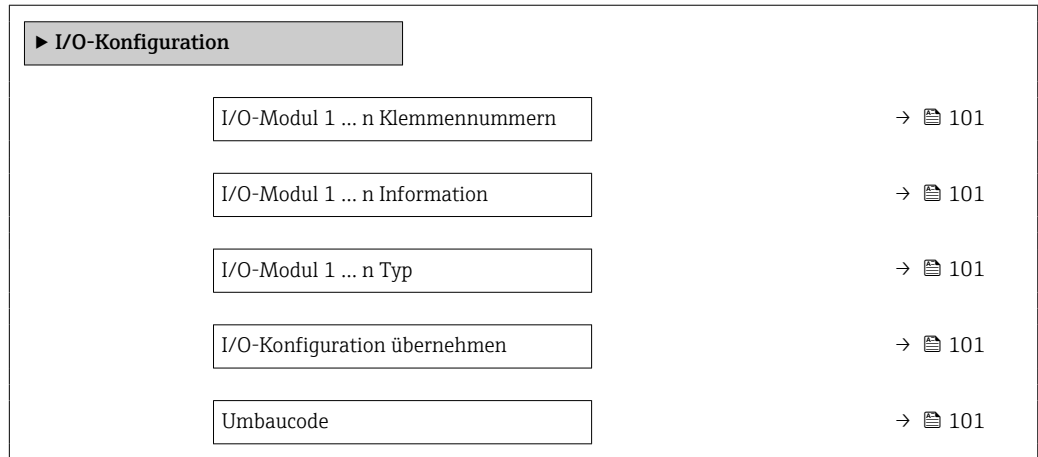 ▶ I/O-Konfiguration
I/O-Modul 1 … n Klemmennummern → 101
I/O-Modul 1 … n Information → 101
I/O-Modul 1 … n Typ → 101
I/O-Konfiguration übernehmen → 101
Umbaucode → 101